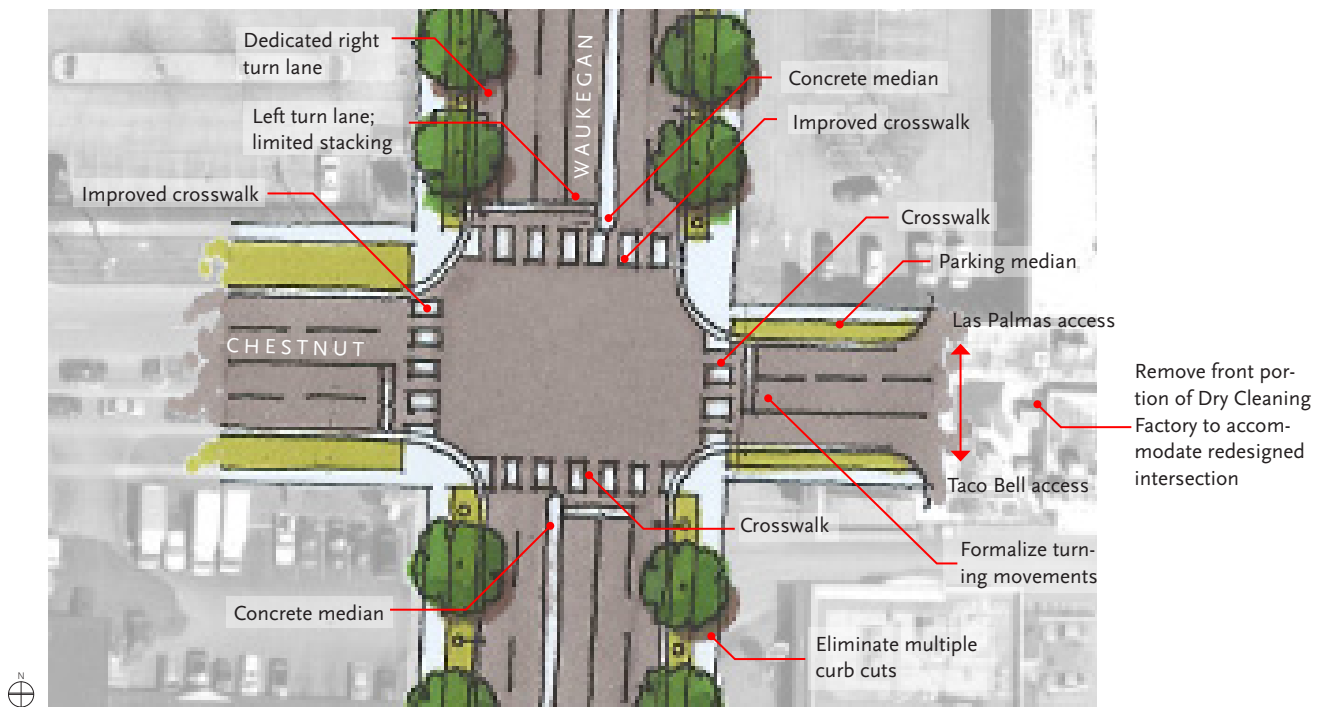 Dedicated right
turn lane
WAUKEGAN
Concrete median
Left turn lane;
limited stacking
Improved crosswalk
Improved crosswalk
Crosswalk
Parking median
Las Palmas access
CHESTNUT
Remove front por-
tion of Dry Cleaning
Factory to accom-
modate redesigned
intersection
Taco Bell access
Crosswalk
Formalize turn-
ing movements
Concrete median
Eliminate multiple
curb cuts
N